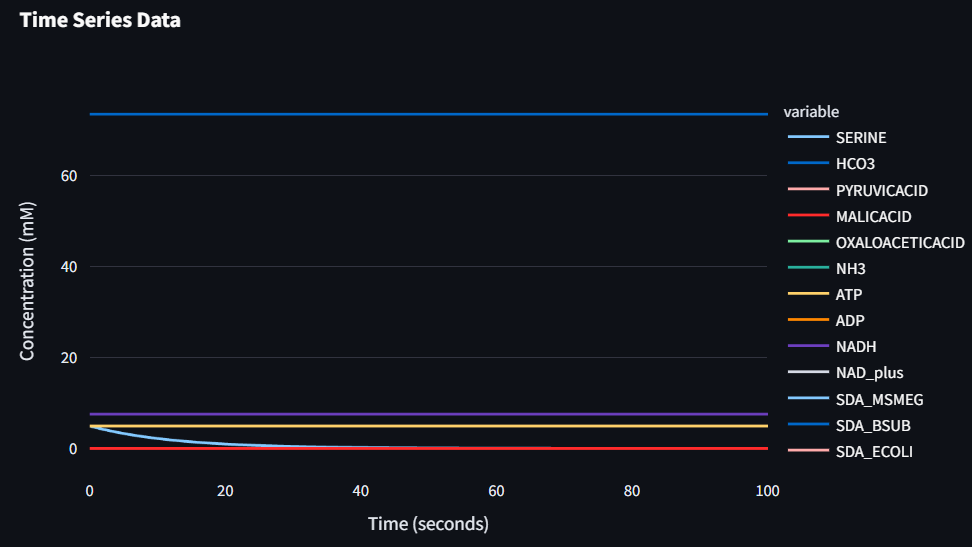 Time Series Data
Concentration (mM)
60
40
20
0
0
20
40
60
80
100
Time (seconds)
variable
SERINE
HCO3
PYRUVICACID
MALICACID
OXALOACETICACID
NH3
ATP
ADP
NADH
NAD_plus
SDA_MSMEG
SDA_BSUB
SDA_ECOLI